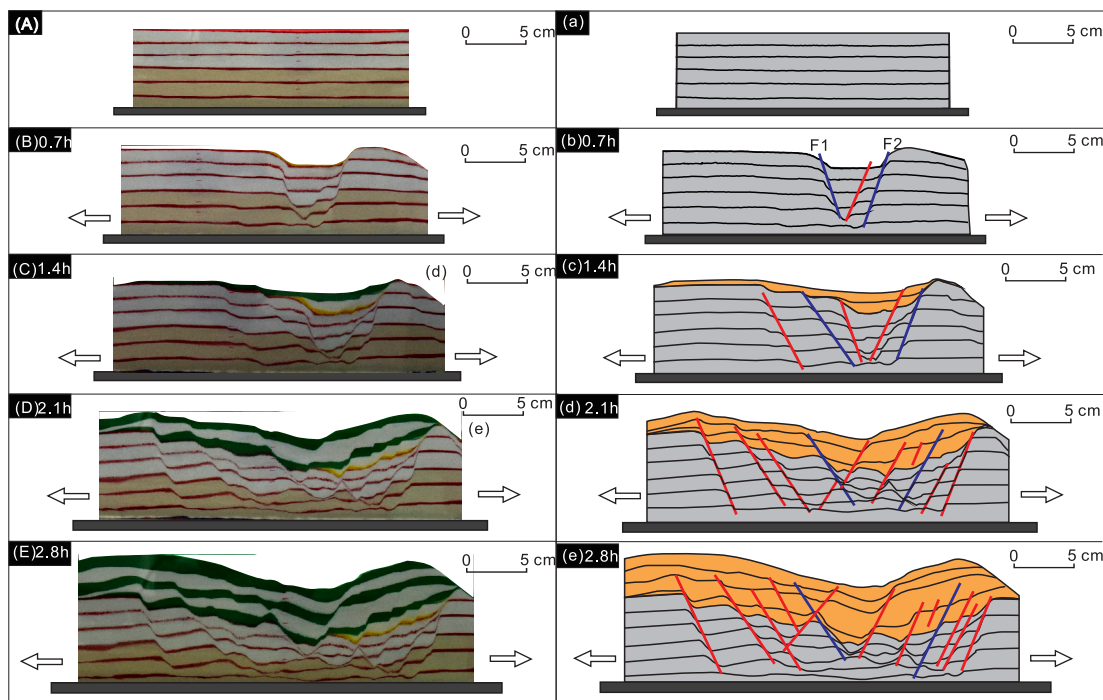 (A)
0 5 cm
(a)
0 5 cm
(B)0.7h
0 5 cm
(b)0.7h
F1 F2
0 5 cm
(C)1.4h
(d)
0 5 cm
(c)1.4h
0 5 cm
(D)2.1h
0 5 cm
(e)
(d) 2.1h
0 5 cm
(E)2.8h
0 5 cm
(e)2.8h
0 5 cm